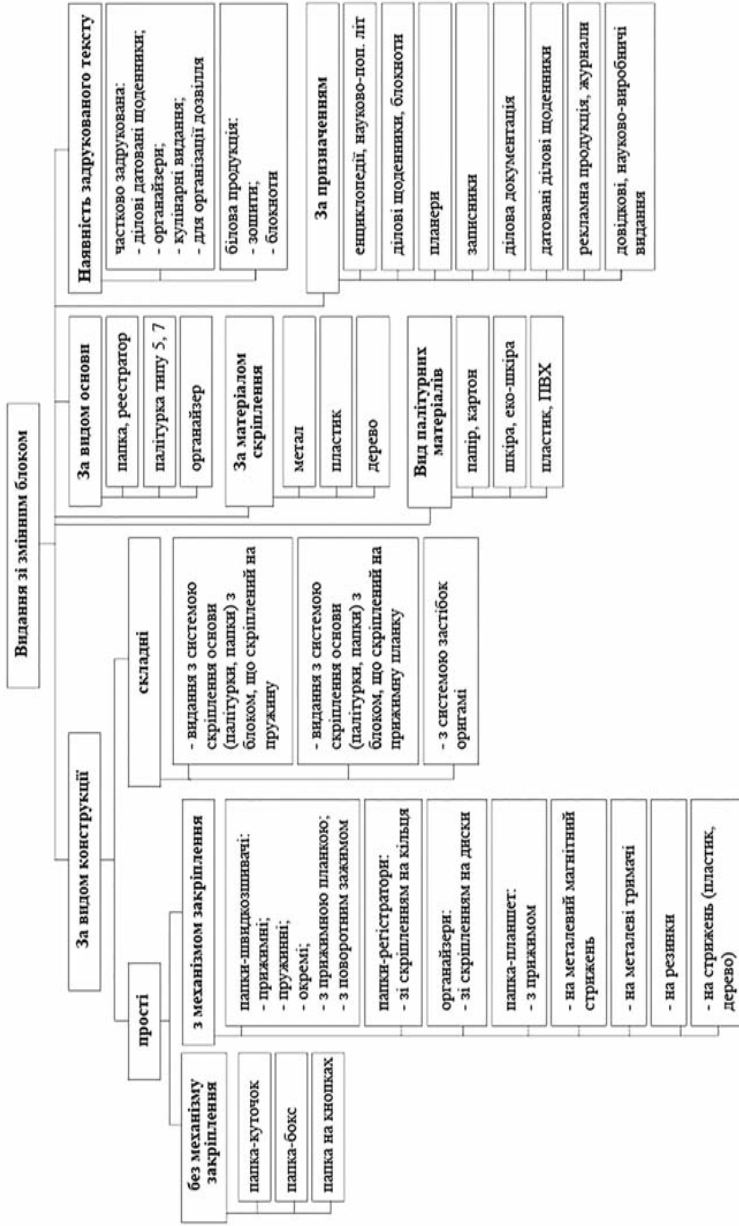 Видання зі змінним блоком
За видом конструкції
прості
без механізму
закріплення
папка-куточок
папка-бокс
папка на кнопках
з механізмом закріплення
папки-швидкозшивачі:
- прижимні;
- пружинні;
- окремі;
- з прижимною планкою;
- з поворотним зажимом
папки-регістратори:
- зі скріпленням на кільця
органайзери:
- зі скріпленням на диски
папка-планшет:
- з прижимом
- на металевий магнітний
стрижень
- на металеві тримачі
- на резинки
- на стрижень (пластик,
дерево)
складні
- видання з системою
скріплення основи
(палітурки, папки) з
блоком, що скріплений на
пружину
- видання з системою
скріплення основи
(палітурки, папки) з
блоком, що скріплений на
прижимну планку
- з системою застібок
оригамі
За видом основи
папка, реєстратор
палітурка типу 5, 7
органайзер
За матеріалом
скріплення
метал
пластик
дерево
Вид палітурних
матеріалів
папір, картон
шкіра, еко-шкіра
пластик, ПВХ
Наявність задрукованого тексту
частково задрукована:
- ділові датовані щоденники;
- органайзери;
- кулінарні видання;
- для організації дозвілля
білова продукція:
- зошити;
- блокноти
За призначенням
енциклопедії, науково-поп. літ
ділові щоденники, блокноти
планери
записники
ділова документація
датовані ділові щоденники
рекламна продукція, журнали
довідкові, науково-виробничі
видання